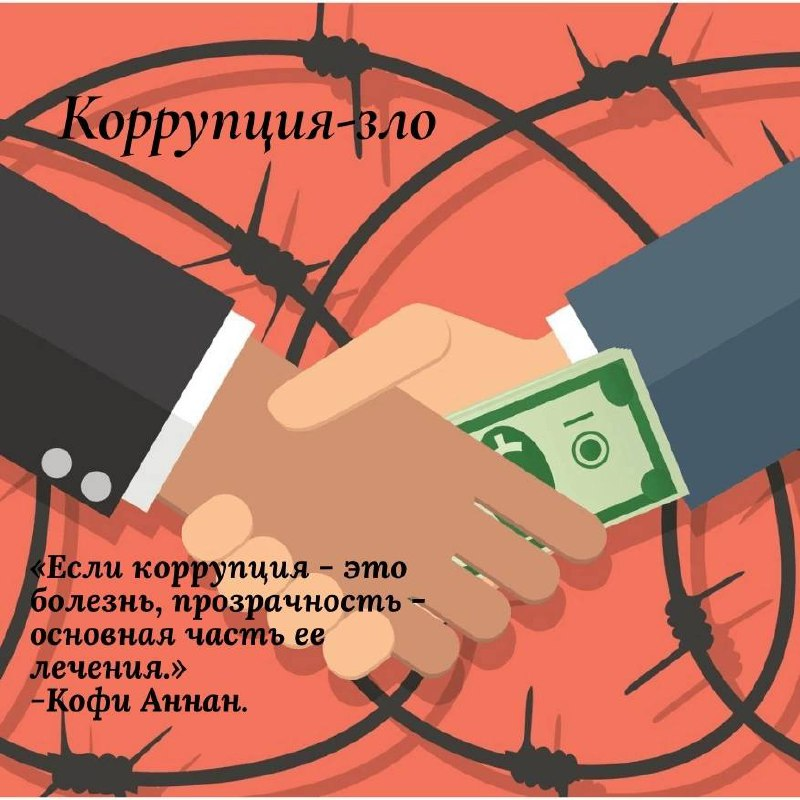 Коррупция-зло
«Если коррупция - это
болезнь, прозрачность -
основная часть ее
лечения.»
-Кофи Аннан.